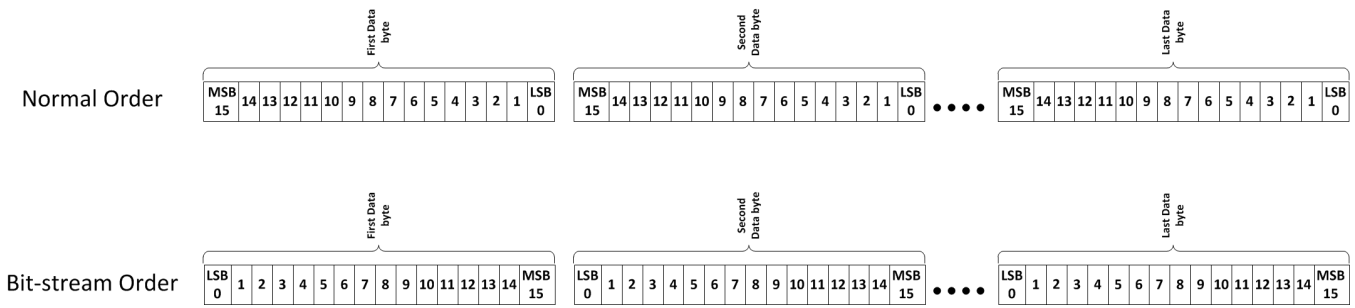 First Data
byte
Second
Data byte
Last Data
byte
Normal Order
MSB
15 14 13 12 11 10 9 8 7 6 5 4 3 2 1 LSB
0
MSB
15 14 13 12 11 10 9 8 7 6 5 4 3 2 1 LSB
0
MSB
15 14 13 12 11 10 9 8 7 6 5 4 3 2 1 LSB
0
First Data
byte
Second
Data byte
Last Data
byte
Bit-stream Order
LSB
0 1 2 3 4 5 6 7 8 9 10 11 12 13 14 MSB
15
LSB
0 1 2 3 4 5 6 7 8 9 10 11 12 13 14 MSB
15
LSB
0 1 2 3 4 5 6 7 8 9 10 11 12 13 14 MSB
15